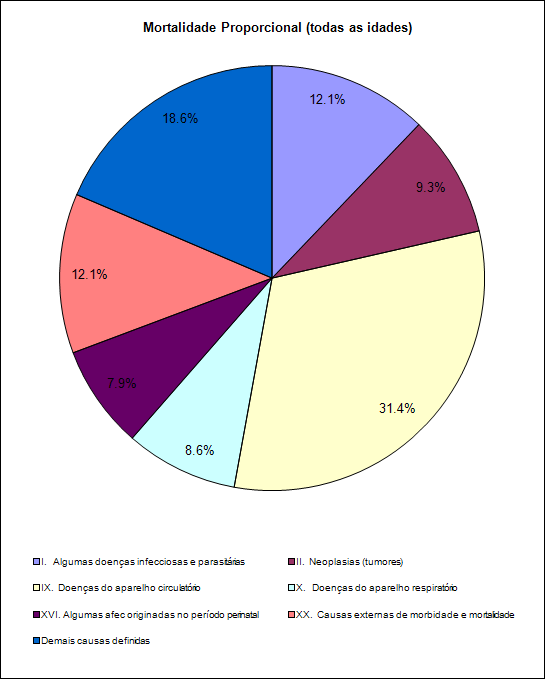 Mortalidade Proporcional (todas as idades)
12.1%
18.6%
9.3%
12.1%
31.4%
7.9%
8.6%
I. Algumas doenças infecciosas e parasitárias
II. Neoplasias (tumores)
IX. Doenças do aparelho circulatório
X. Doenças do aparelho respiratório
XVI. Algumas afec originadas no período perinatal
XX. Causas externas de morbidade e mortalidade
Demais causas definidas